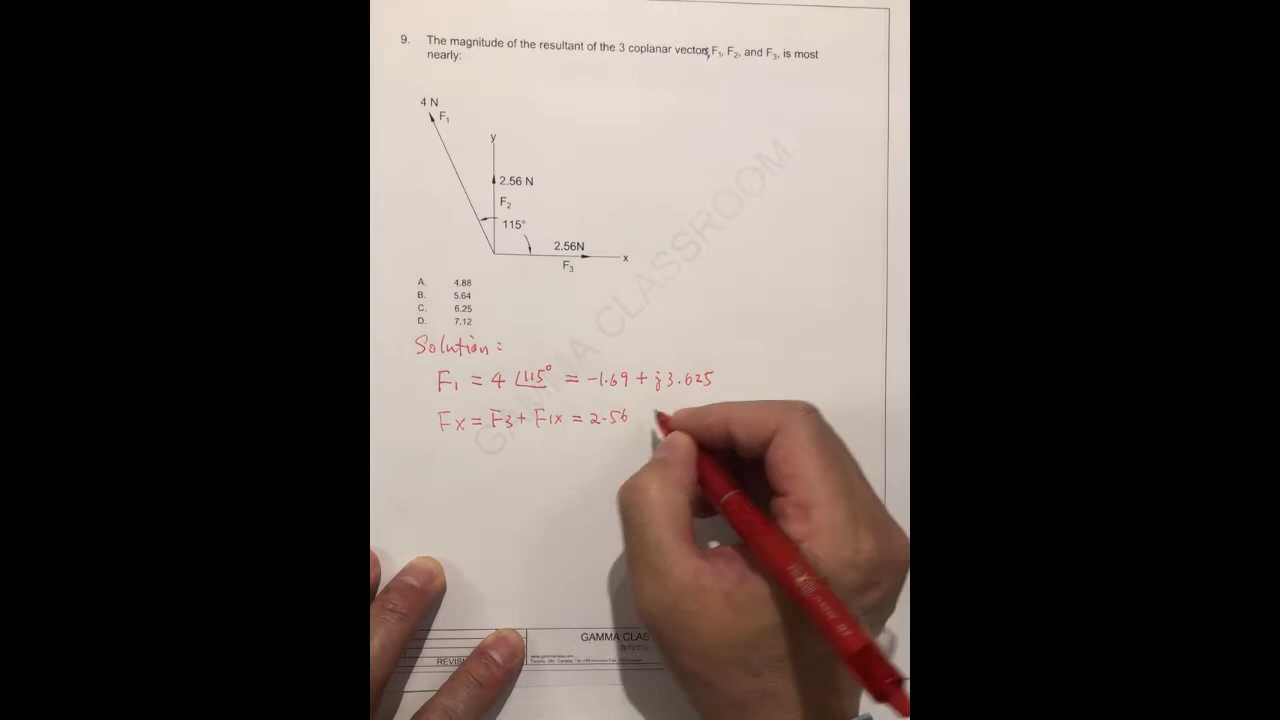 9. The magnitude of the resultant of the 3 coplanar vectors, F1, F2, and F3, is most
nearly:
4 N
F1
y
2.56 N
F2
115°
2.56N
F3
x
A. 4.88
B. 5.64
C. 6.25
D. 7.12
Solution:
F1 = 4 ∠115° = -1.69 + j3.625
Fx = F3 + F1x = 2.56
GAMMA CLASSROOM
GAMMA CLAS
REVIS